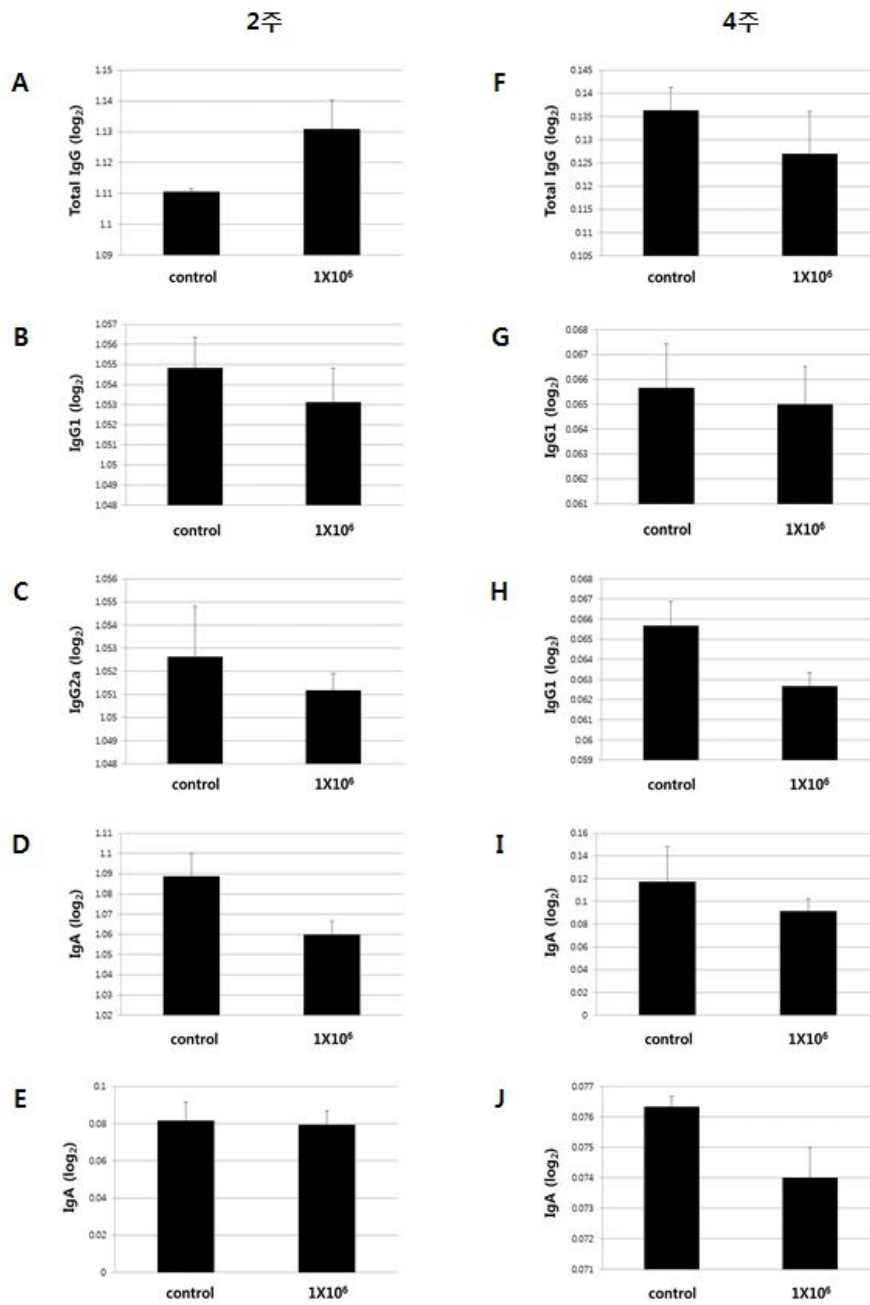 2주
4주
A
Total IgG (log₂)
1.15
1.14
1.13
1.12
1.11
1.1
1.09
control
1X10⁶
F
Total IgG (log₂)
0.145
0.14
0.135
0.13
0.125
0.12
0.115
0.11
0.105
control
1X10⁶
B
IgG1 (log₂)
1.057
1.056
1.055
1.054
1.053
1.052
1.051
1.05
1.049
1.048
control
1X10⁶
G
IgG1 (log₂)
0.068
0.067
0.066
0.065
0.064
0.063
0.062
0.061
control
1X10⁶
C
IgG2a (log₂)
1.056
1.055
1.054
1.053
1.052
1.051
1.05
1.049
1.048
control
1X10⁶
H
IgG1 (log₂)
0.068
0.067
0.066
0.065
0.064
0.063
0.062
0.061
0.06
0.059
control
1X10⁶
D
IgA (log₂)
1.11
1.1
1.09
1.08
1.07
1.06
1.05
1.04
1.03
1.02
control
1X10⁶
I
IgA (log₂)
0.16
0.14
0.12
0.1
0.08
0.06
0.04
0.02
0
control
1X10⁶
E
IgA (log₂)
0.1
0.08
0.06
0.04
0.02
0
control
1X10⁶
J
IgA (log₂)
0.077
0.076
0.075
0.074
0.073
0.072
0.071
control
1X10⁶